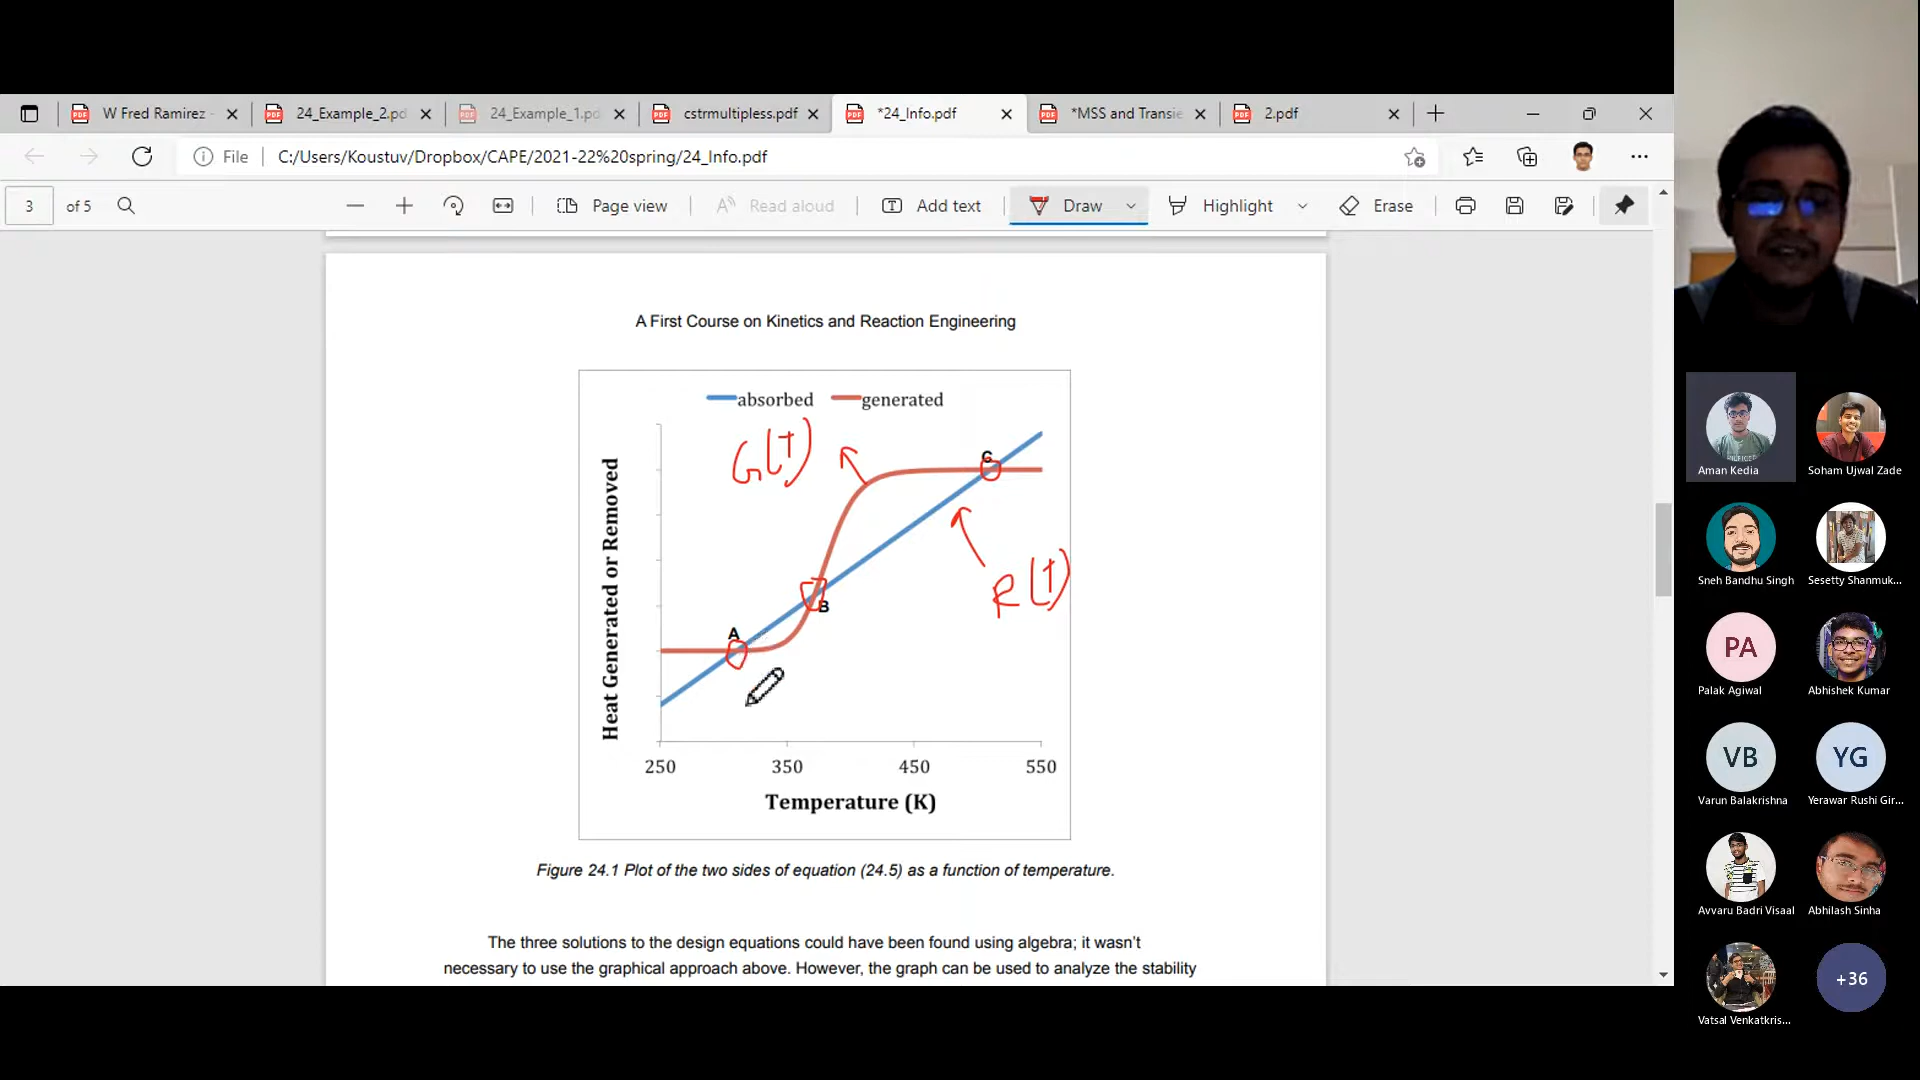 W Fred Ramirez -
24_Example_2.pd
24_Example_1.pd
cstrmultipless.pdf
*24_Info.pdf
*MSS and Transie
2.pdf
File
C:/Users/Koustuv/Dropbox/CAPE/2021-22%20spring/24_Info.pdf
3 of 5
Page view
Read aloud
Add text
Draw
Highlight
Erase
A First Course on Kinetics and Reaction Engineering
absorbed generated
G(T)
C
R(T)
B
A
Heat Generated or Removed
250 350 450 550
Temperature (K)
Figure 24.1 Plot of the two sides of equation (24.5) as a function of temperature.
The three solutions to the design equations could have been found using algebra; it wasn't
necessary to use the graphical approach above. However, the graph can be used to analyze the stability
Aman Kedia
Soham Ujwal Zade
Sneh Bandhu Singh
Sesetty Shanmuk...
PA
Palak Agiwal
Abhishek Kumar
VB
Varun Balakrishna
YG
Yerawar Rushi Gir...
Avvaru Badri Visaal
Abhilash Sinha
Vatsal Venkatkris...
+36